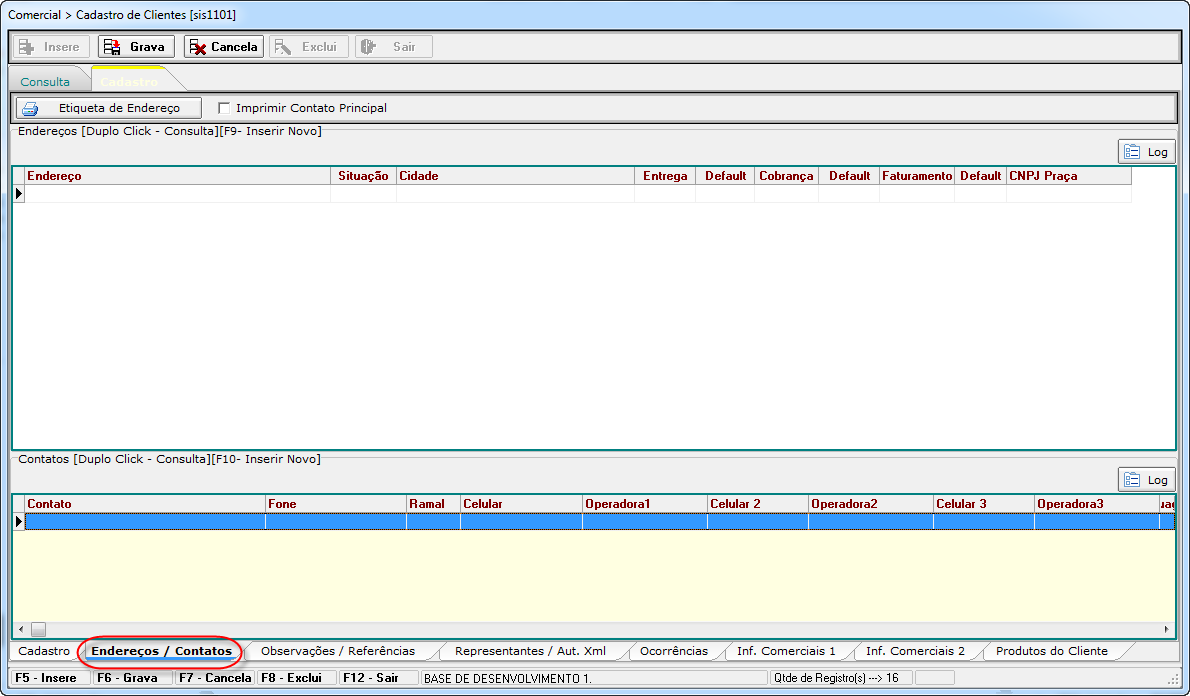 Comercial > Cadastro de Clientes [sis1101]
Insere Grava Cancela Exclui Sair
Consulta Cadastro
Etiqueta de Endereço Imprimir Contato Principal
Endereços [Duplo Click - Consulta][F9- Inserir Novo]
Log
Endereço Situação Cidade Entrega Default Cobrança Default Faturamento Default CNPJ Praça
Contatos [Duplo Click - Consulta][F10- Inserir Novo]
Log
Contato Fone Ramal Celular Operadora1 Celular 2 Operadora2 Celular 3 Operadora3
Cadastro Endereços / Contatos Observações / Referências Representantes / Aut. Xml Ocorrências Inf. Comerciais 1 Inf. Comerciais 2 Produtos do Cliente
F5 - Insere F6 - Grava F7 - Cancela F8 - Exclui F12 - Sair BASE DE DESENVOLVIMENTO 1. Qtde de Registro(s) ---> 16